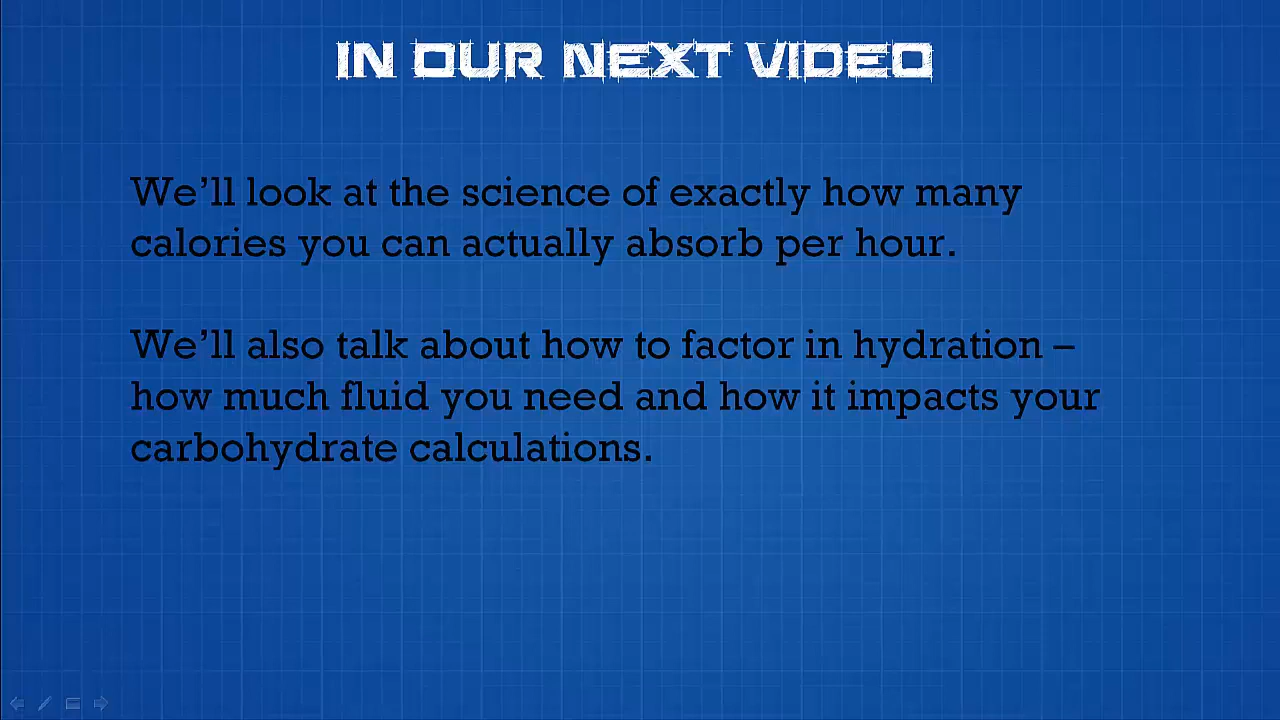 IN OUR NEXT VIDEO
We’ll look at the science of exactly how many
calories you can actually absorb per hour.
We’ll also talk about how to factor in hydration –
how much fluid you need and how it impacts your
carbohydrate calculations.